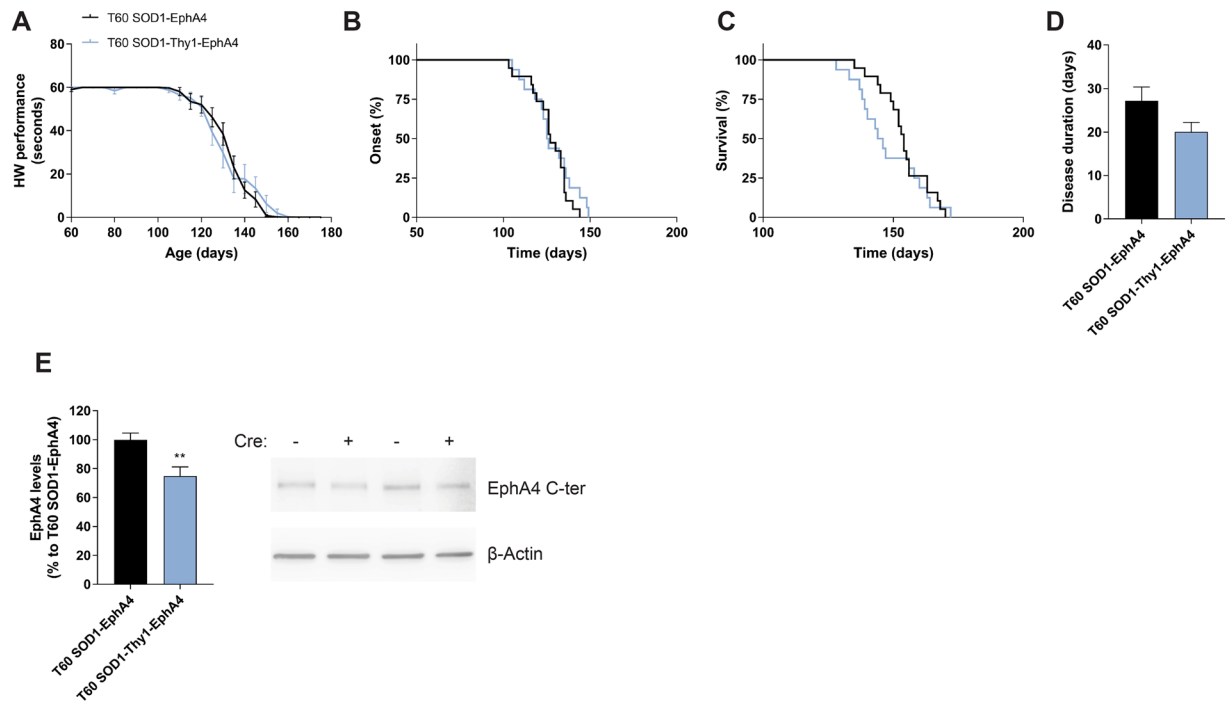 A
T60 SOD1-EphA4
T60 SOD1-Thy1-EphA4
HW performance
(seconds)
80
60
40
20
0
60 80 100 120 140 160 180
Age (days)
B
Onset (%)
100
75
50
25
0
50 100 150 200
Time (days)
C
Survival (%)
100
75
50
25
0
100 150 200
Time (days)
D
Disease duration (days)
40
30
20
10
0
T60 SOD1-EphA4
T60 SOD1-Thy1-EphA4
E
EphA4 levels
(% to T60 SOD1-EphA4)
120
100
80
60
40
20
0
**
T60 SOD1-EphA4
T60 SOD1-Thy1-EphA4
Cre: - + - +
EphA4 C-ter
β-Actin